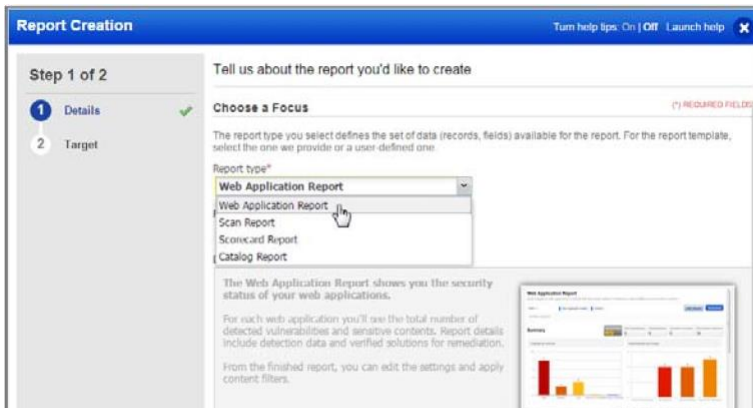 Report Creation
Turn help tips: On | Off Launch help
Step 1 of 2
1 Details
2 Target
Tell us about the report you'd like to create
Choose a Focus
(*) REQUIRED FIELDS
The report type you select defines the set of data (records, fields) available for the report. For the report template,
select the one we provide or a user-defined one
Report type*
Web Application Report
Web Application Report
Scan Report
Scorecard Report
Catalog Report
The Web Application Report shows you the security
status of your web applications.
For each web application you'll see the total number of
detected vulnerabilities and sensitive contents. Report details
include detection data and verified solutions for remediation.
From the finished report, you can edit the settings and apply
content filters.
Web Application Report
Summary